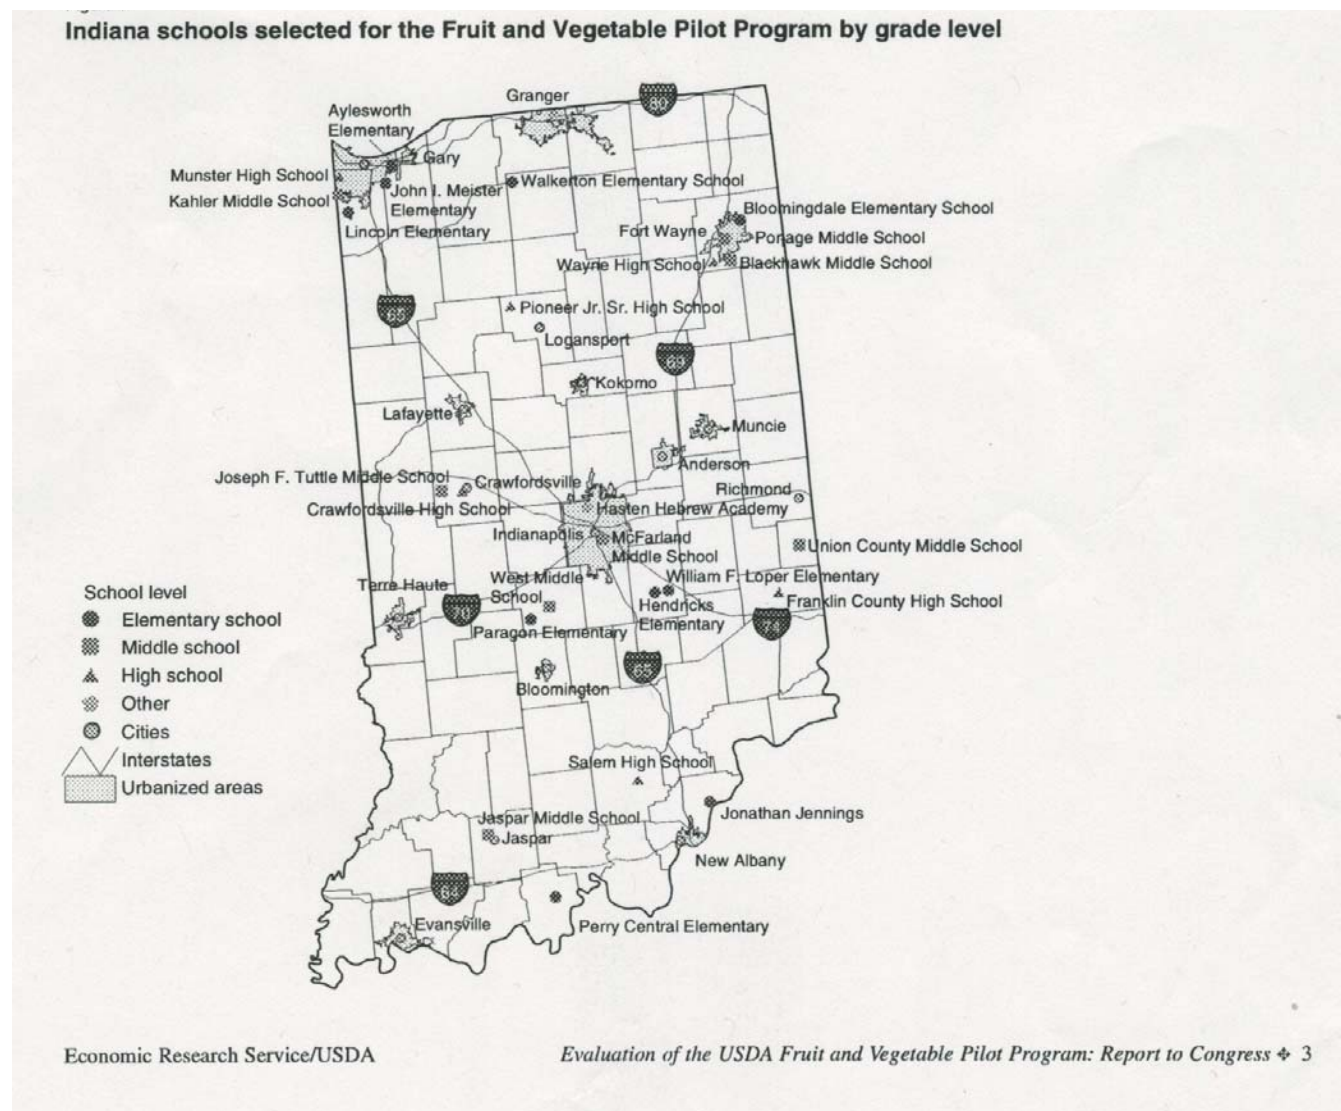 Indiana schools selected for the Fruit and Vegetable Pilot Program by grade level
Granger
80
Aylesworth
Elementary
Gary
Munster High School
Kahler Middle School
John I. Meister
Elementary
Lincoln Elementary
Walkerton Elementary School
Bloomingdale Elementary School
Fort Wayne
Portage Middle School
Wayne High School
Blackhawk Middle School
65
Pioneer Jr. Sr. High School
Logansport
69
Kokomo
Lafayette
Muncie
Anderson
Joseph F. Tuttle Middle School
Crawfordsville
Richmond
Crawfordsville High School
Hasten Hebrew Academy
Indianapolis
McFarland
Middle School
Union County Middle School
Terre Haute
West Middle
School
William F. Loper Elementary
Hendricks
Elementary
Franklin County High School
70
74
Paragon Elementary
65
Bloomington
School level
Elementary school
Middle school
High school
Other
Cities
Interstates
Urbanized areas
Salem High School
Jonathan Jennings
Jaspar Middle School
Jaspar
New Albany
64
Evansville
Perry Central Elementary
Economic Research Service/USDA
Evaluation of the USDA Fruit and Vegetable Pilot Program: Report to Congress ❖ 3